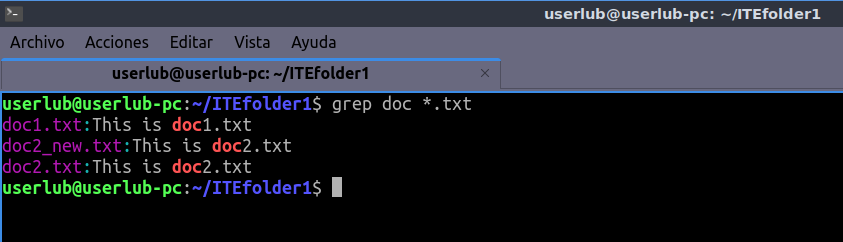 userlub@userlub-pc: ~/ITEfolder1
Archivo Acciones Editar Vista Ayuda
userlub@userlub-pc: ~/ITEfolder1 ×
userlub@userlub-pc:~/ITEfolder1$ grep doc *.txt
doc1.txt:This is doc1.txt
doc2_new.txt:This is doc2.txt
doc2.txt:This is doc2.txt
userlub@userlub-pc:~/ITEfolder1$